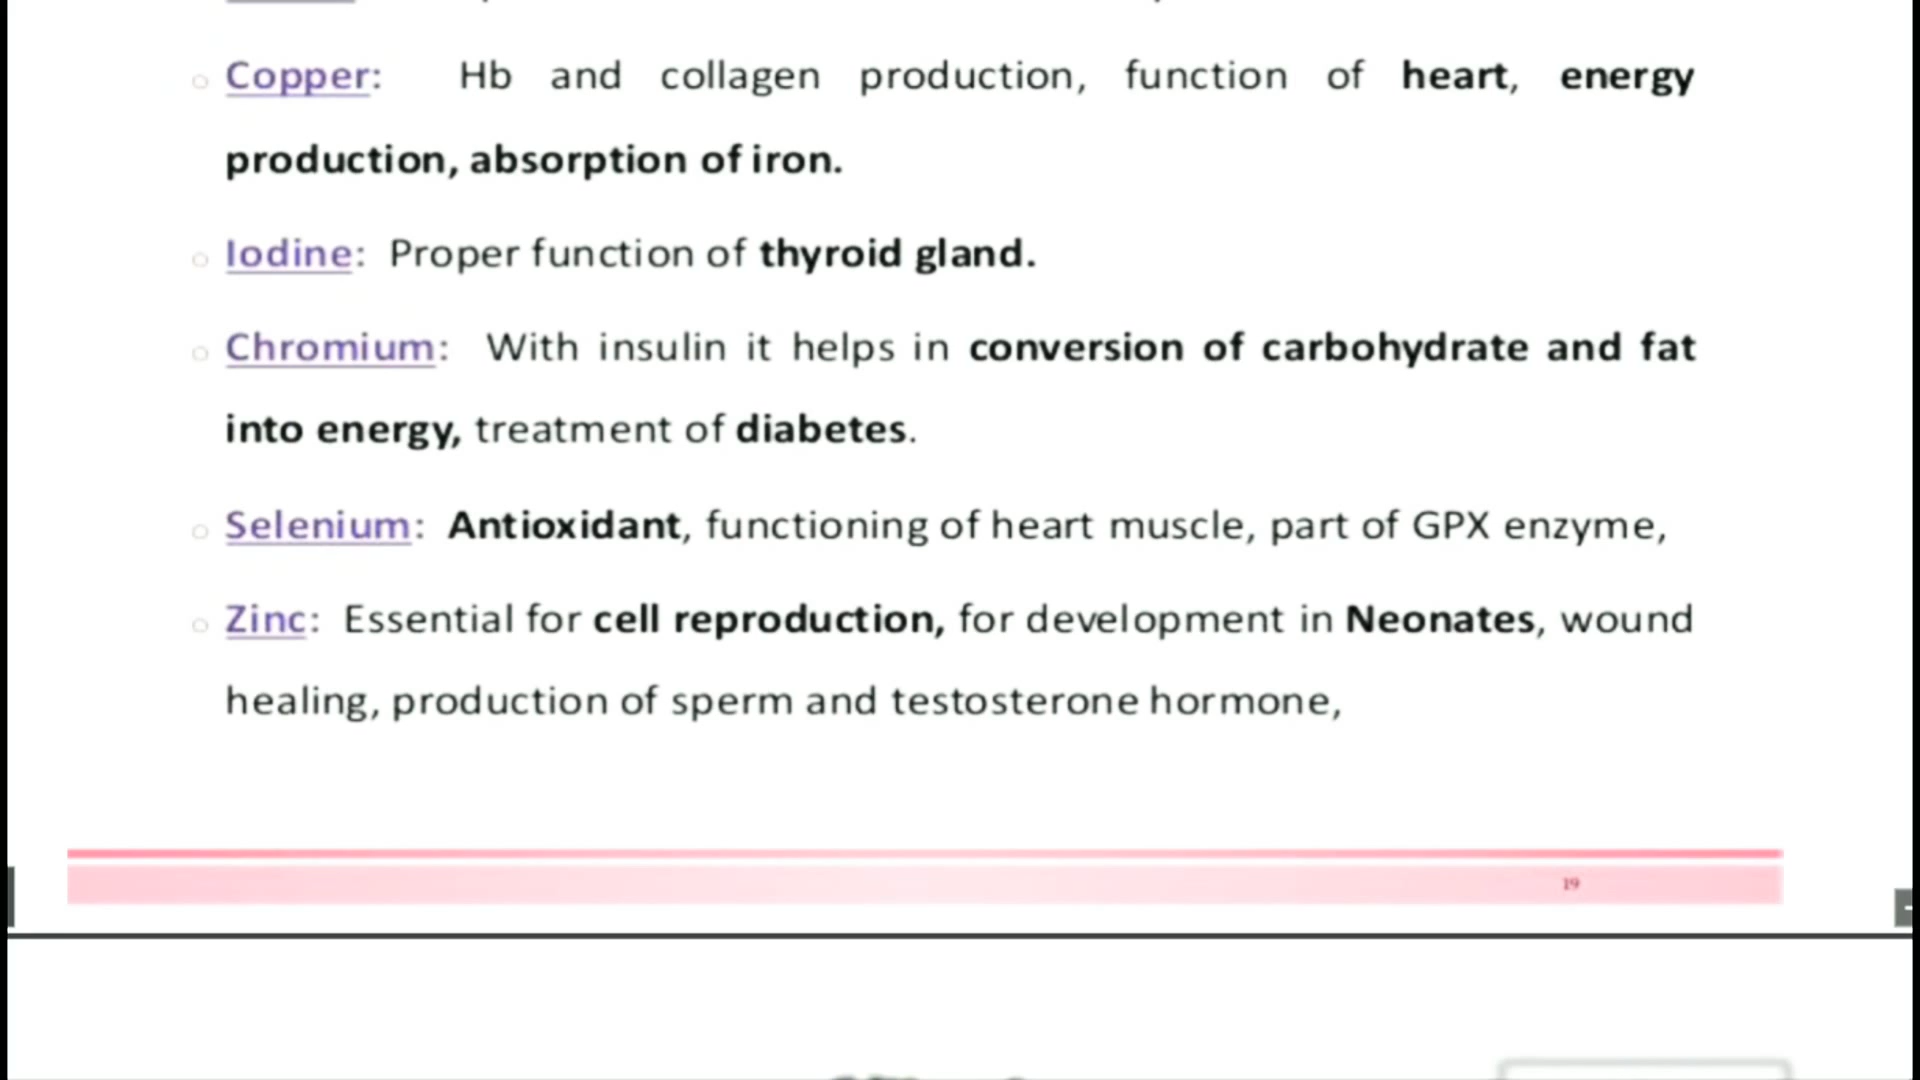 Copper: Hb and collagen production, function of heart, energy
production, absorption of iron.
Iodine: Proper function of thyroid gland.
Chromium: With insulin it helps in conversion of carbohydrate and fat
into energy, treatment of diabetes.
Selenium: Antioxidant, functioning of heart muscle, part of GPX enzyme,
Zinc: Essential for cell reproduction, for development in Neonates, wound
healing, production of sperm and testosterone hormone,
19